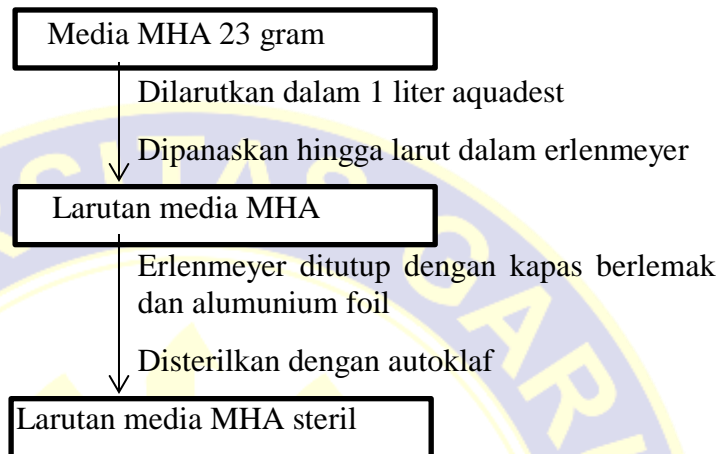 Media MHA 23 gram
Dilarutkan dalam 1 liter aquadest
Dipanaskan hingga larut dalam erlenmeyer
Larutan media MHA
Erlenmeyer ditutup dengan kapas berlemak
dan alumunium foil
Disterilkan dengan autoklaf
Larutan media MHA steril